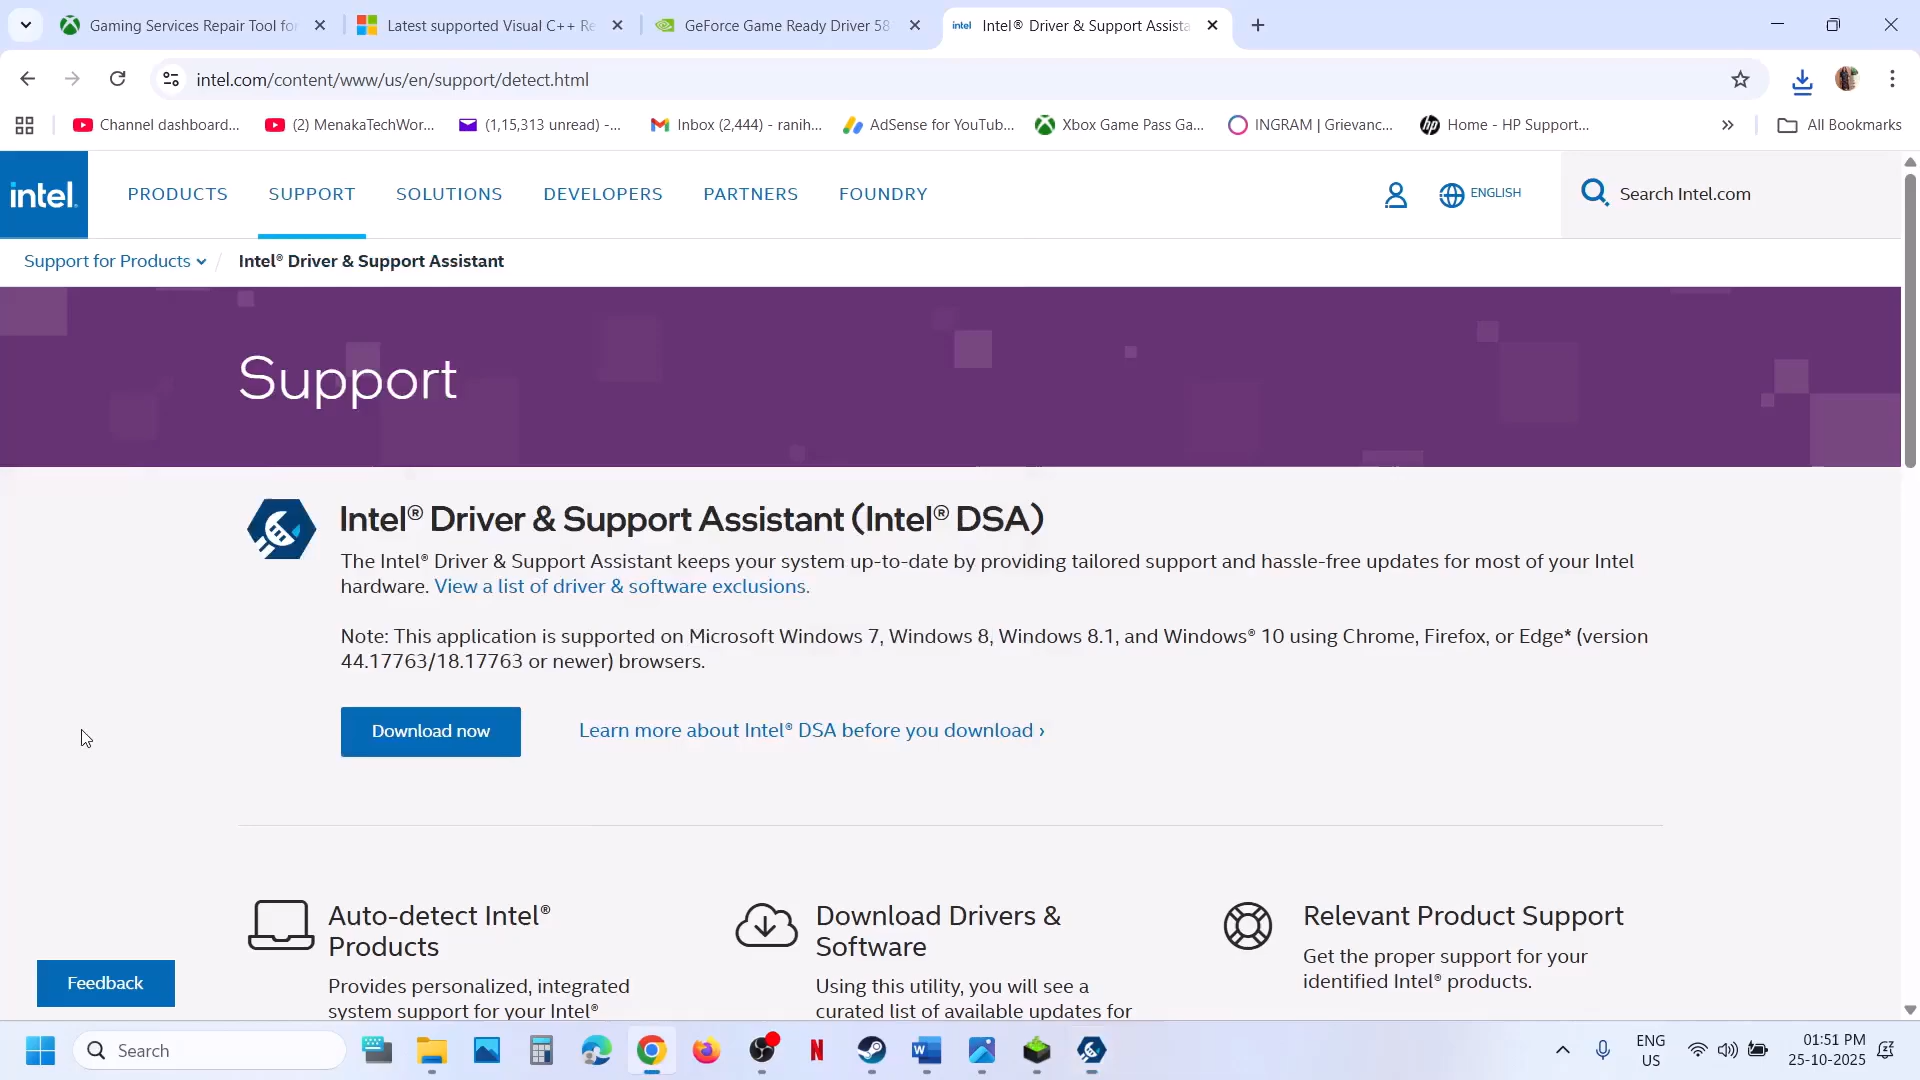 Gaming Services Repair Tool for
Latest supported Visual C++ Re
GeForce Game Ready Driver 58
intel Intel® Driver & Support Assista
intel.com/content/www/us/en/support/detect.html
Channel dashboard...
(2) MenakaTechWor...
(1,15,313 unread) -...
Inbox (2,444) - ranih...
AdSense for YouTub...
Xbox Game Pass Ga...
INGRAM | Grievanc...
hp Home - HP Support...
All Bookmarks
intel.
PRODUCTS
SUPPORT
SOLUTIONS
DEVELOPERS
PARTNERS
FOUNDRY
ENGLISH
Search Intel.com
Support for Products / Intel® Driver & Support Assistant
Support
Intel® Driver & Support Assistant (Intel® DSA)
The Intel® Driver & Support Assistant keeps your system up-to-date by providing tailored support and hassle-free updates for most of your Intel
hardware. View a list of driver & software exclusions.
Note: This application is supported on Microsoft Windows 7, Windows 8, Windows 8.1, and Windows® 10 using Chrome, Firefox, or Edge* (version
44.17763/18.17763 or newer) browsers.
Download now
Learn more about Intel® DSA before you download ›
Auto-detect Intel®
Products
Provides personalized, integrated
system support for your Intel®
Download Drivers &
Software
Using this utility, you will see a
curated list of available updates for
Relevant Product Support
Get the proper support for your
identified Intel® products.
Feedback
Search
N
W
ENG
US
01:51 PM
25-10-2025